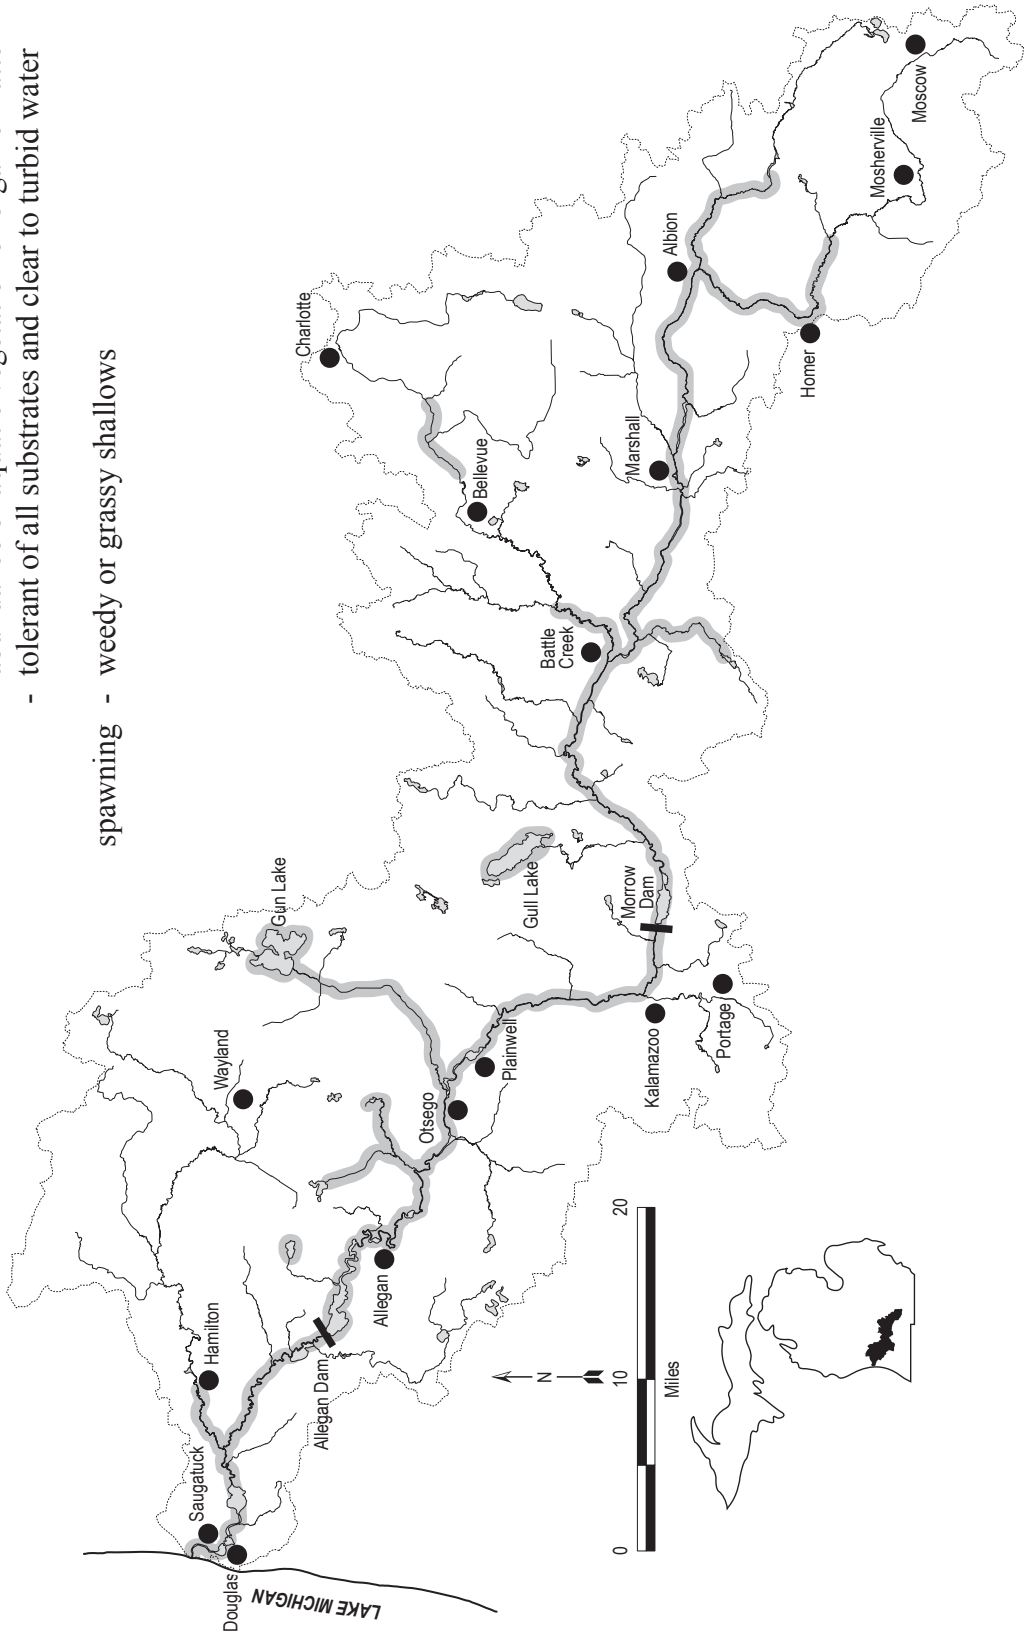 - tolerant of all substrates and clear to turbid water
spawning - weedy or grassy shallows
Charlotte
Moscow
Mosherville
Albion
Homer
Marshall
Bellevue
Battle
Creek
Gun Lake
Gull Lake
Morrow
Dam
Wayland
Plainwell
Otsego
Kalamazoo
Portage
Allegan
Hamilton
Allegan Dam
Saugatuck
Douglas
LAKE MICHIGAN
N
0 10 20
Miles